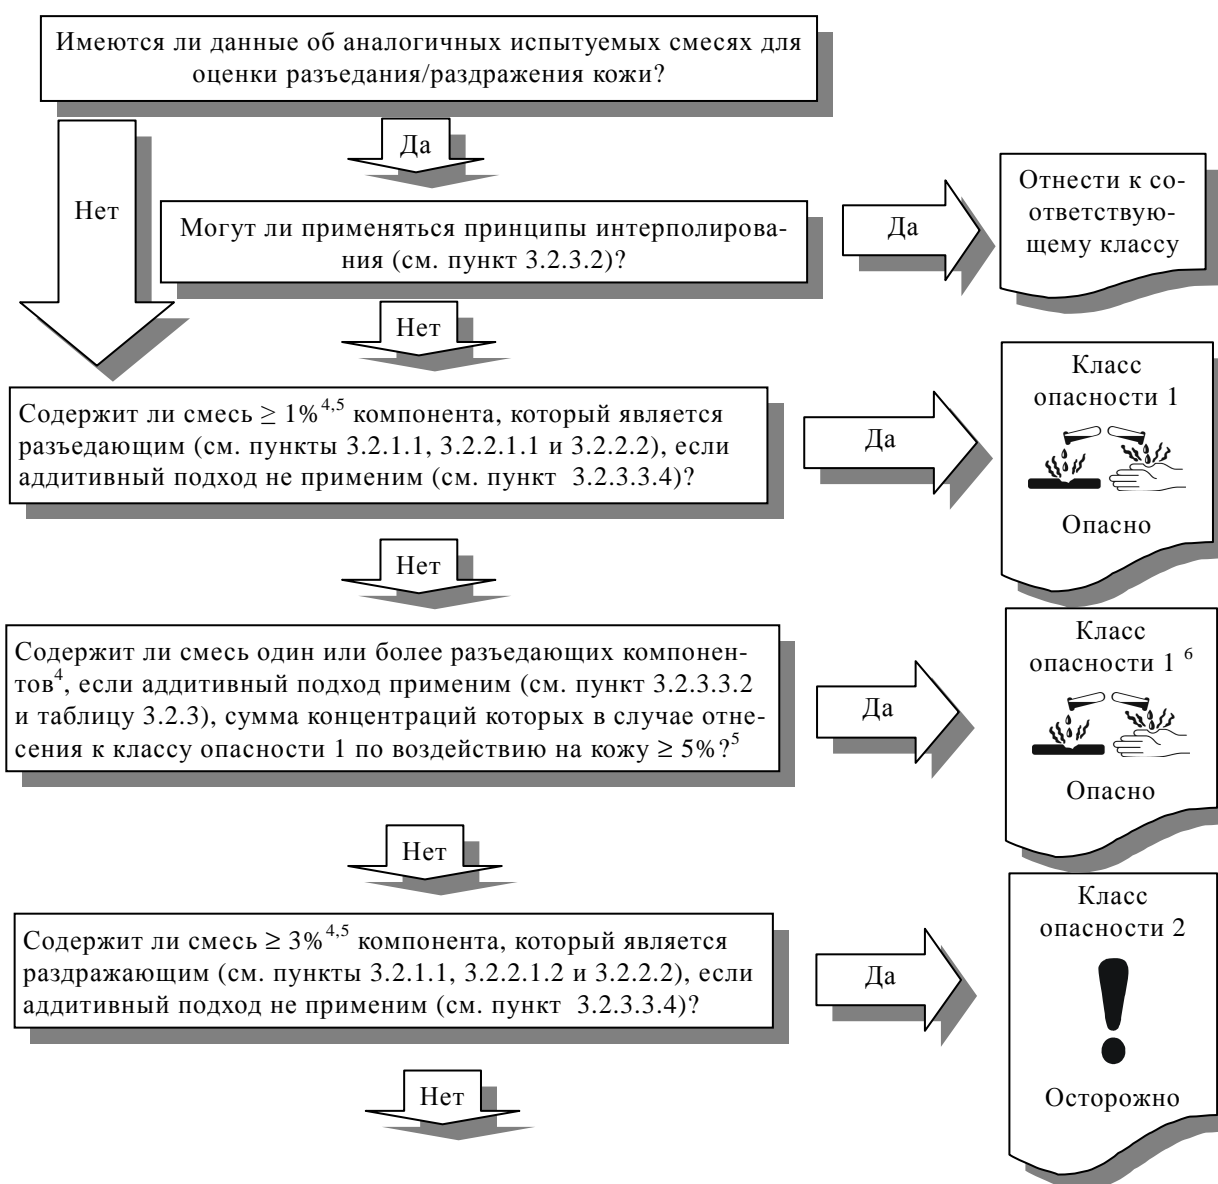 Имеются ли данные об аналогичных испытуемых смесях для
оценки разъедания/раздражения кожи?
Да
Нет
Могут ли применяться принципы интерполирова-
ния (см. пункт 3.2.3.2)?
Да
Отнести к со-
ответствую-
щему классу
Нет
Содержит ли смесь ≥ 1%4,5 компонента, который является
разъедающим (см. пункты 3.2.1.1, 3.2.2.1.1 и 3.2.2.2), если
аддитивный подход не применим (см. пункт 3.2.3.3.4)?
Да
Класс
опасности 1
Опасно
Нет
Содержит ли смесь один или более разъедающих компонен-
тов4, если аддитивный подход применим (см. пункт 3.2.3.3.2
и таблицу 3.2.3), сумма концентраций которых в случае отне-
сения к классу опасности 1 по воздействию на кожу ≥ 5%?5
Да
Класс
опасности 1 6
Опасно
Нет
Содержит ли смесь ≥ 3%4,5 компонента, который является
раздражающим (см. пункты 3.2.1.1, 3.2.2.1.2 и 3.2.2.2), если
аддитивный подход не применим (см. пункт 3.2.3.3.4)?
Да
Класс
опасности 2
Осторожно
Нет